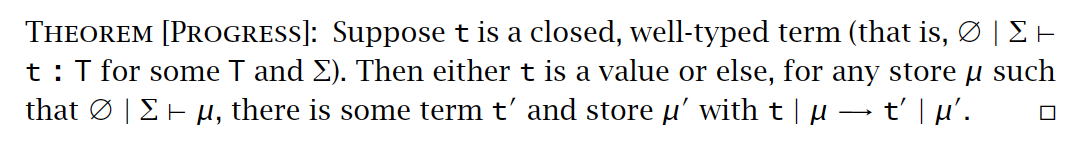 THEOREM [PROGRESS]: Suppose t is a closed, well-typed term (that is, ∅ | Σ ⊢
t : T for some T and Σ). Then either t is a value or else, for any store μ such
that ∅ | Σ ⊢ μ, there is some term t′ and store μ′ with t | μ → t′ | μ′. □